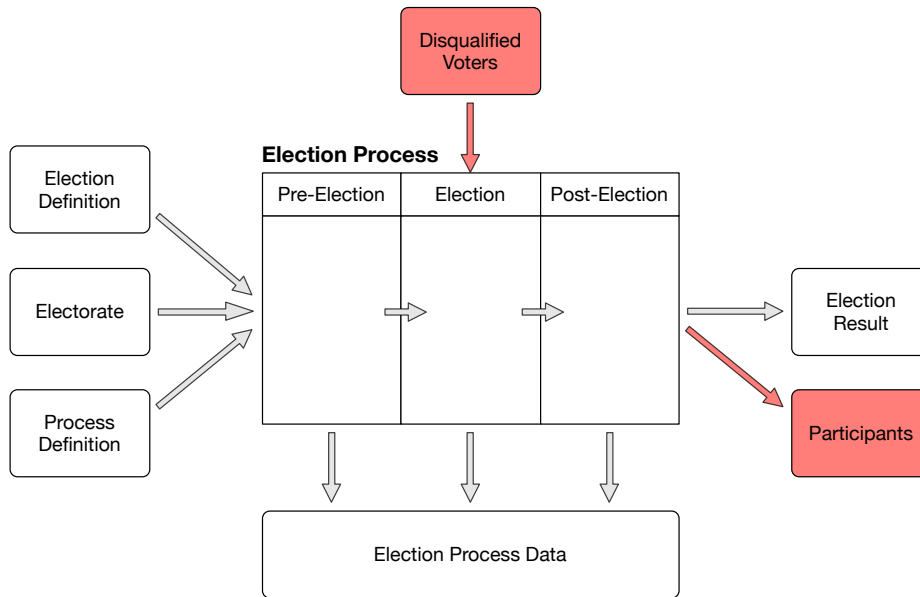 Disqualified
Voters
Election Process
Election
Definition
Pre-Election
Election
Post-Election
Electorate
Election
Result
Process
Definition
Participants
Election Process Data